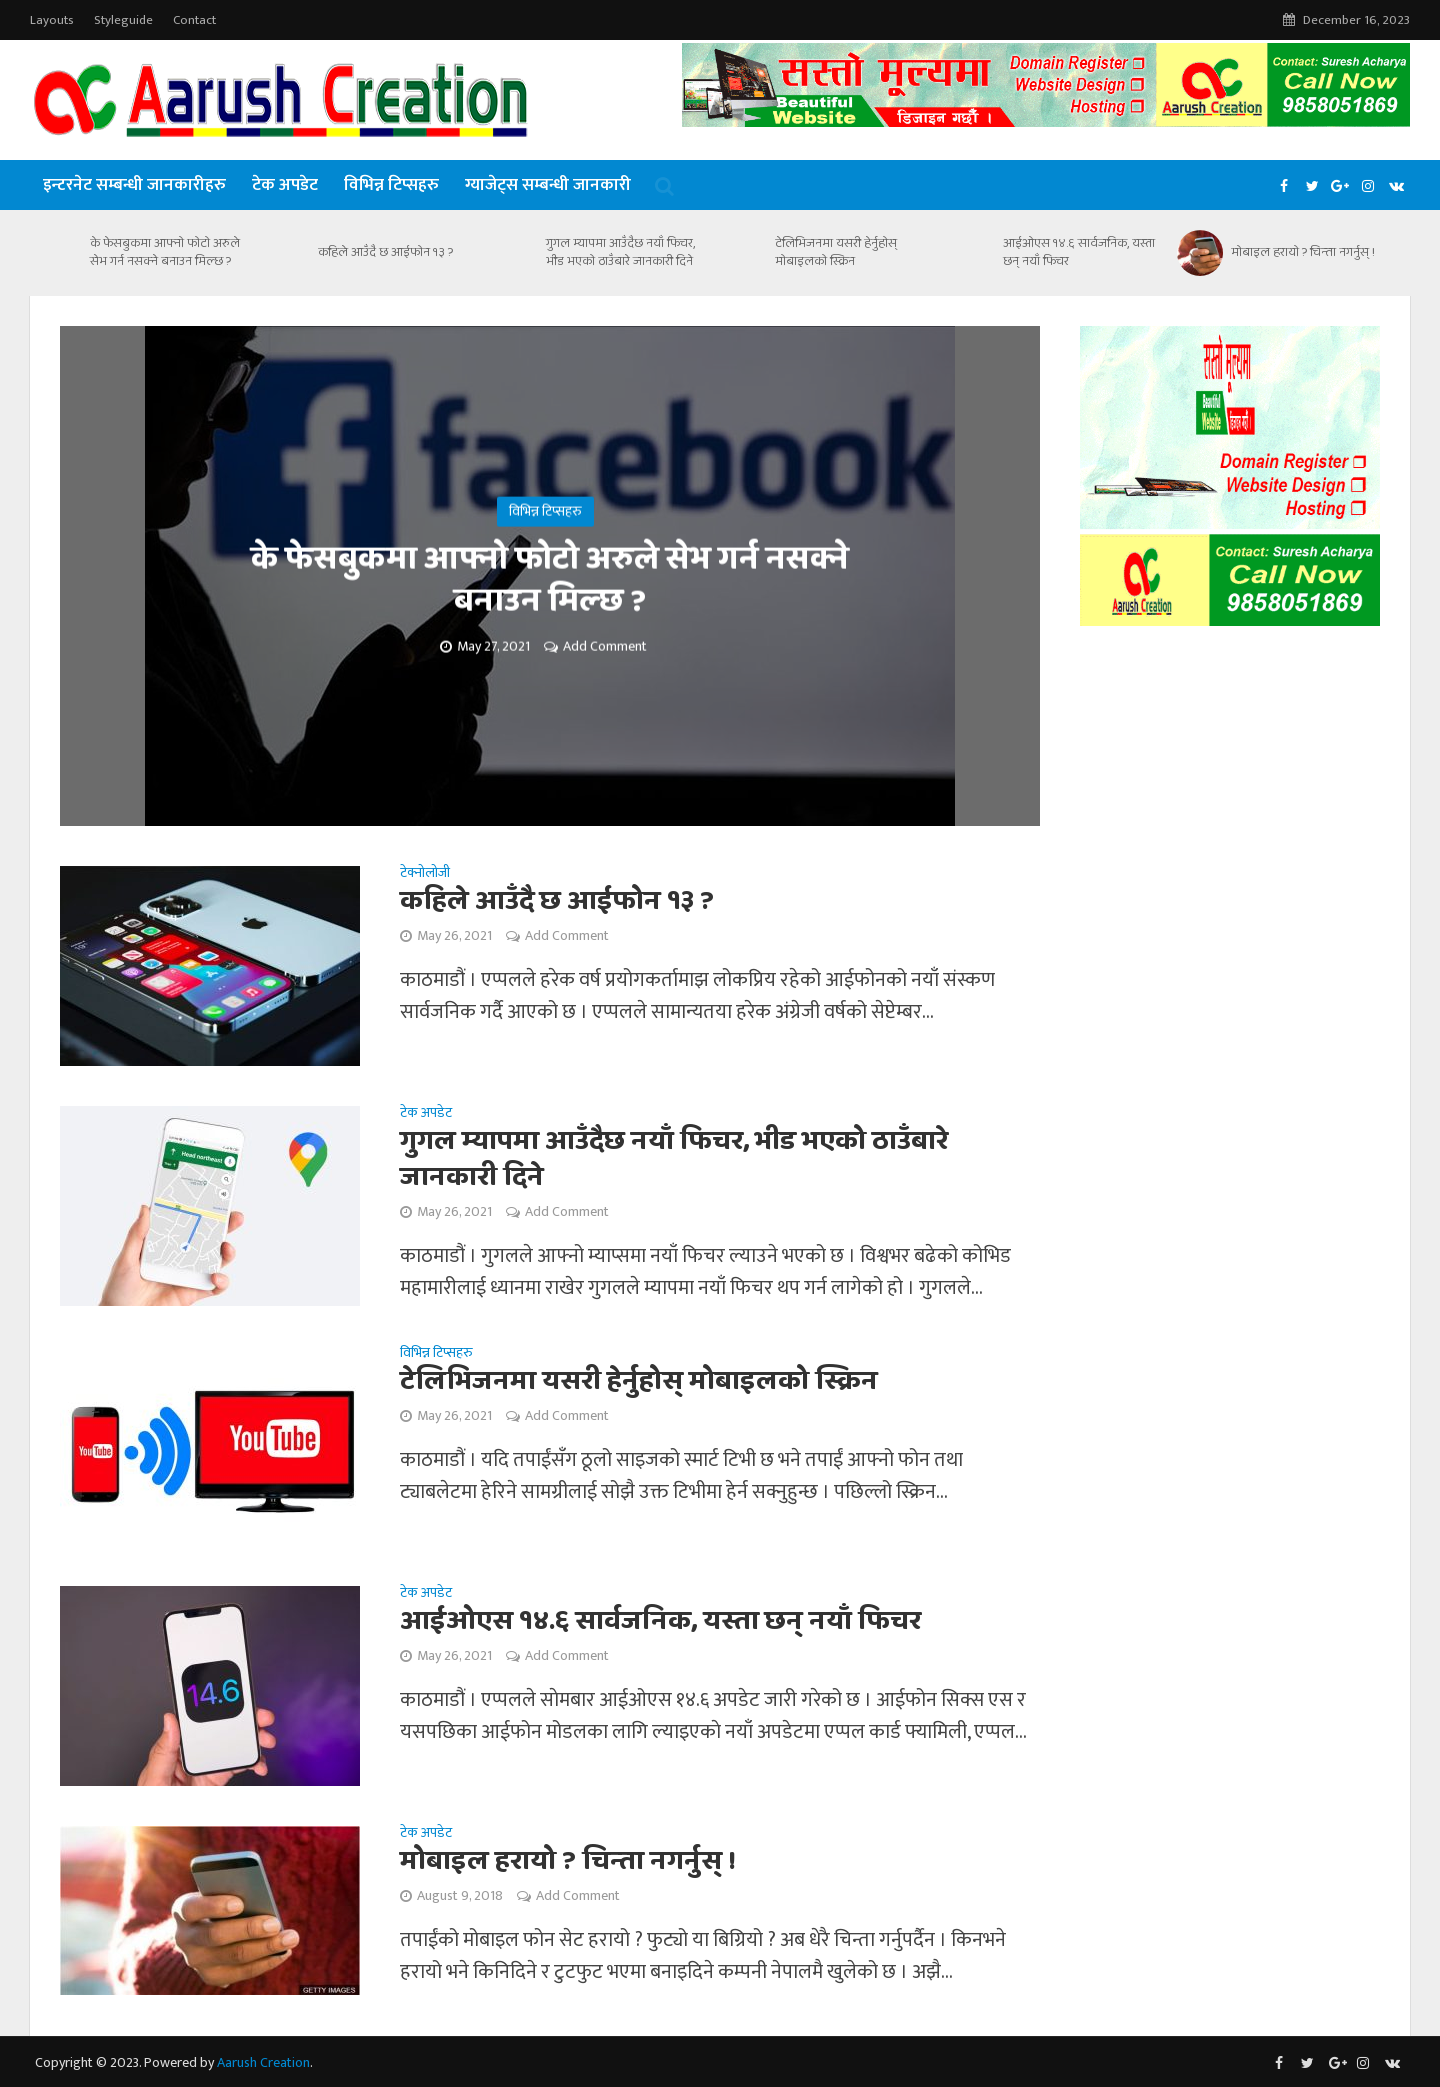 Layouts Styleguide Contact
December 16, 2023
Aarush Creation
सस्तो मूल्यमा
Beautiful
Website
डिजाइन गर्छौं ।
Domain Register
Website Design
Hosting
Aarush Creation
Contact: Suresh Acharya
Call Now
9858051869
इन्टरनेट सम्बन्धी जानकारीहरु टेक अपडेट विभिन्न टिप्सहरु ग्याजेट्स सम्बन्धी जानकारी
के फेसबुकमा आफ्नो फोटो अरुले
सेभ गर्न नसक्ने बनाउन मिल्छ ?
कहिले आउँदै छ आईफोन १३ ?
गुगल म्यापमा आउँदैछ नयाँ फिचर,
भीड भएको ठाउँबारे जानकारी दिने
टेलिभिजनमा यसरी हेर्नुहोस्
मोबाइलको स्क्रिन
आईओएस १४.६ सार्वजनिक, यस्ता
छन् नयाँ फिचर
मोबाइल हरायो ? चिन्ता नगर्नुस् !
facebook
विभिन्न टिप्सहरु
के फेसबुकमा आफ्नो फोटो अरुले सेभ गर्न नसक्ने
बनाउन मिल्छ ?
May 27, 2021 Add Comment
सस्तो मूल्यमा
Beautiful
Website
डिजाइन गर्छौं ।
Domain Register
Website Design
Hosting
Aarush Creation
Contact: Suresh Acharya
Call Now
9858051869
टेक्नोलोजी
कहिले आउँदै छ आईफोन १३ ?
May 26, 2021 Add Comment
काठमाडौं । एप्पलले हरेक वर्ष प्रयोगकर्तामाझ लोकप्रिय रहेको आईफोनको नयाँ संस्कण
सार्वजनिक गर्दै आएको छ । एप्पलले सामान्यतया हरेक अंग्रेजी वर्षको सेप्टेम्बर...
Head northeast
टेक अपडेट
गुगल म्यापमा आउँदैछ नयाँ फिचर, भीड भएको ठाउँबारे
जानकारी दिने
May 26, 2021 Add Comment
काठमाडौं । गुगलले आफ्नो म्याप्समा नयाँ फिचर ल्याउने भएको छ । विश्वभर बढेको कोभिड
महामारीलाई ध्यानमा राखेर गुगलले म्यापमा नयाँ फिचर थप गर्न लागेको हो । गुगलले...
YouTube
YouTube
विभिन्न टिप्सहरु
टेलिभिजनमा यसरी हेर्नुहोस् मोबाइलको स्क्रिन
May 26, 2021 Add Comment
काठमाडौं । यदि तपाईंसँग ठूलो साइजको स्मार्ट टिभी छ भने तपाईं आफ्नो फोन तथा
ट्याबलेटमा हेरिने सामग्रीलाई सोझै उक्त टिभीमा हेर्न सक्नुहुन्छ । पछिल्लो स्क्रिन...
14.6
टेक अपडेट
आईओएस १४.६ सार्वजनिक, यस्ता छन् नयाँ फिचर
May 26, 2021 Add Comment
काठमाडौं । एप्पलले सोमबार आईओएस १४.६ अपडेट जारी गरेको छ । आईफोन सिक्स एस र
यसपछिका आईफोन मोडलका लागि ल्याइएको नयाँ अपडेटमा एप्पल कार्ड फ्यामिली, एप्पल...
GETTY IMAGES
टेक अपडेट
मोबाइल हरायो ? चिन्ता नगर्नुस् !
August 9, 2018 Add Comment
तपाईंको मोबाइल फोन सेट हरायो ? फुट्यो या बिग्रियो ? अब धेरै चिन्ता गर्नुपर्दैन । किनभने
हरायो भने किनिदिने र टुटफुट भएमा बनाइदिने कम्पनी नेपालमै खुलेको छ । अझै...
Copyright © 2023. Powered by Aarush Creation.